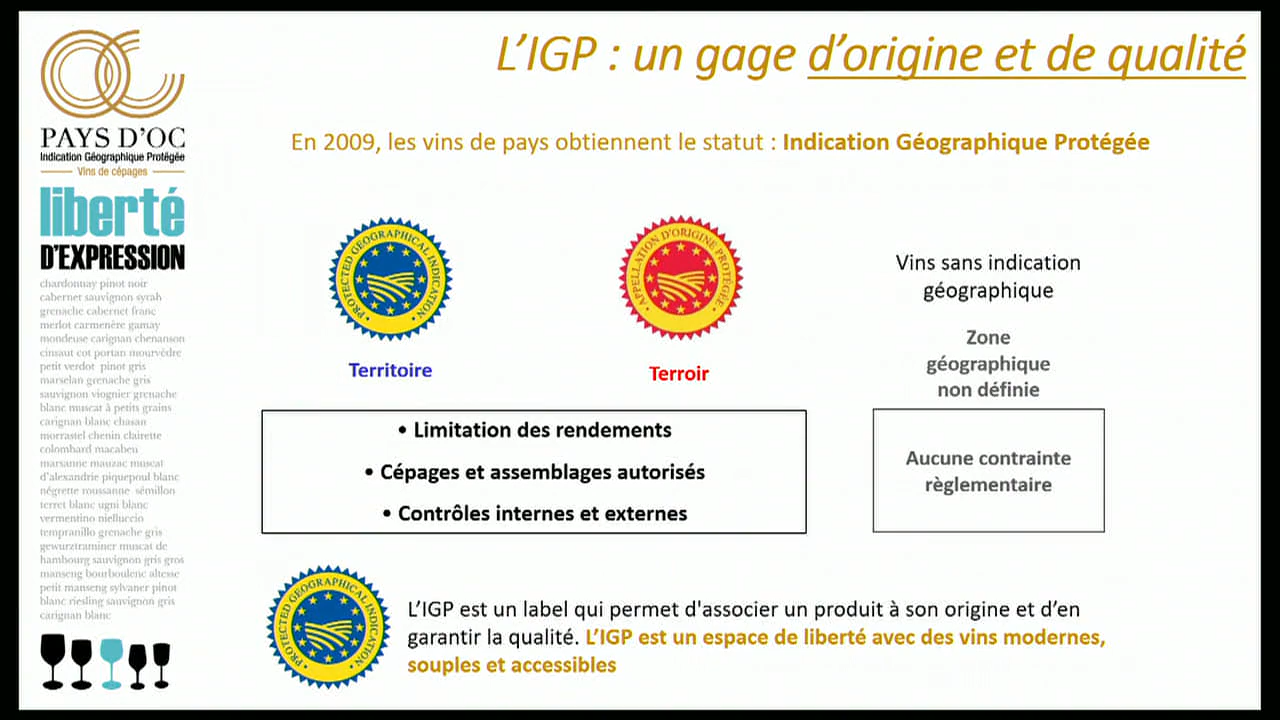 L'IGP : un gage d'origine et de qualité
PAYS D'OC
Indication Géographique Protégée
Vins de cépages
liberté
D'EXPRESSION
chardonnay pinot noir
cabernet sauvignon syrah
grenache cabernet franc
merlot carmenère gamay
mondeuse carignan chenanson
cinsaut cot portan mourvèdre
petit verdot pinot gris
marselan grenache gris
sauvignon viognier grenache
blanc muscat à petits grains
carignan blanc chasan
morrastel chenin clairette
colombard macabeu
marsanne mauzac muscat
d'alexandrie piquepoul blanc
négrette roussanne sémillon
terret blanc ugni blanc
vermentino nielluccio
tempranillo grenache gris
gewurztraminer muscat de
hambourg sauvignon gris gros
manseng bourboulenc altesse
petit manseng sylvaner pinot
blanc riesling sauvignon gris
carignan blanc
En 2009, les vins de pays obtiennent le statut : Indication Géographique Protégée
PROTECTED GEOGRAPHICAL INDICATION
Territoire
APPELLATION D'ORIGINE PROTÉGÉE
Terroir
Vins sans indication
géographique
Zone
géographique
non définie
• Limitation des rendements
• Cépages et assemblages autorisés
• Contrôles internes et externes
Aucune contrainte
règlementaire
PROTECTED GEOGRAPHICAL INDICATION
L'IGP est un label qui permet d'associer un produit à son origine et d'en
garantir la qualité. L'IGP est un espace de liberté avec des vins modernes,
souples et accessibles